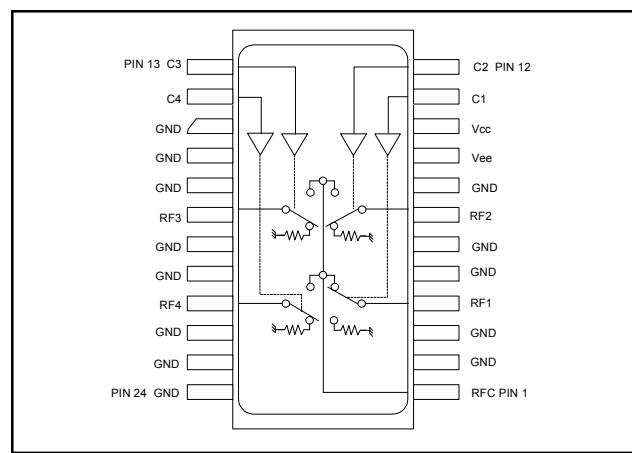 PIN 13 C3
C2 PIN 12
C4
C1
GND
Vcc
GND
Vee
GND
GND
RF3
RF2
GND
GND
GND
GND
RF4
RF1
GND
GND
GND
GND
PIN 24 GND
RFC PIN 1